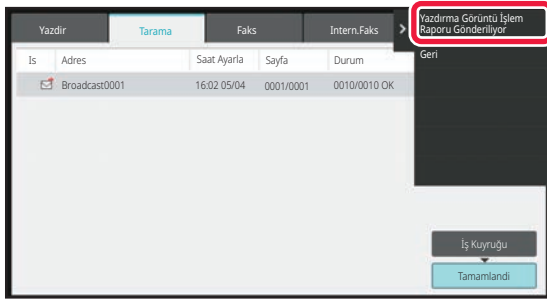 Yazdir Tarama Faks Intern.Faks
Yazdırma Görüntü İşlem
Raporu Gönderiliyor
Geri
Is Adres Saat Ayarla Sayfa Durum
Broadcast0001 16:02 05/04 0001/0001 0010/0010 OK
İş Kuyruğu
Tamamlandi